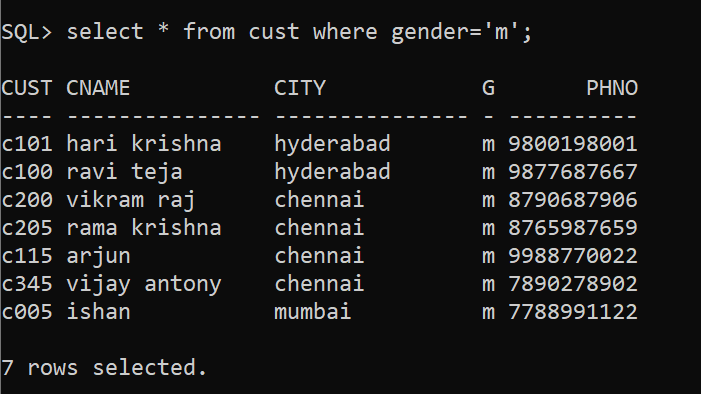 SQL> select * from cust where gender='m';
CUST CNAME           CITY            G       PHNO
---- --------------- --------------- - ----------
c101 hari krishna    hyderabad       m 9800198001
c100 ravi teja       hyderabad       m 9877687667
c200 vikram raj      chennai         m 8790687906
c205 rama krishna    chennai         m 8765987659
c115 arjun           chennai         m 9988770022
c345 vijay antony    chennai         m 7890278902
c005 ishan           mumbai          m 7788991122
7 rows selected.